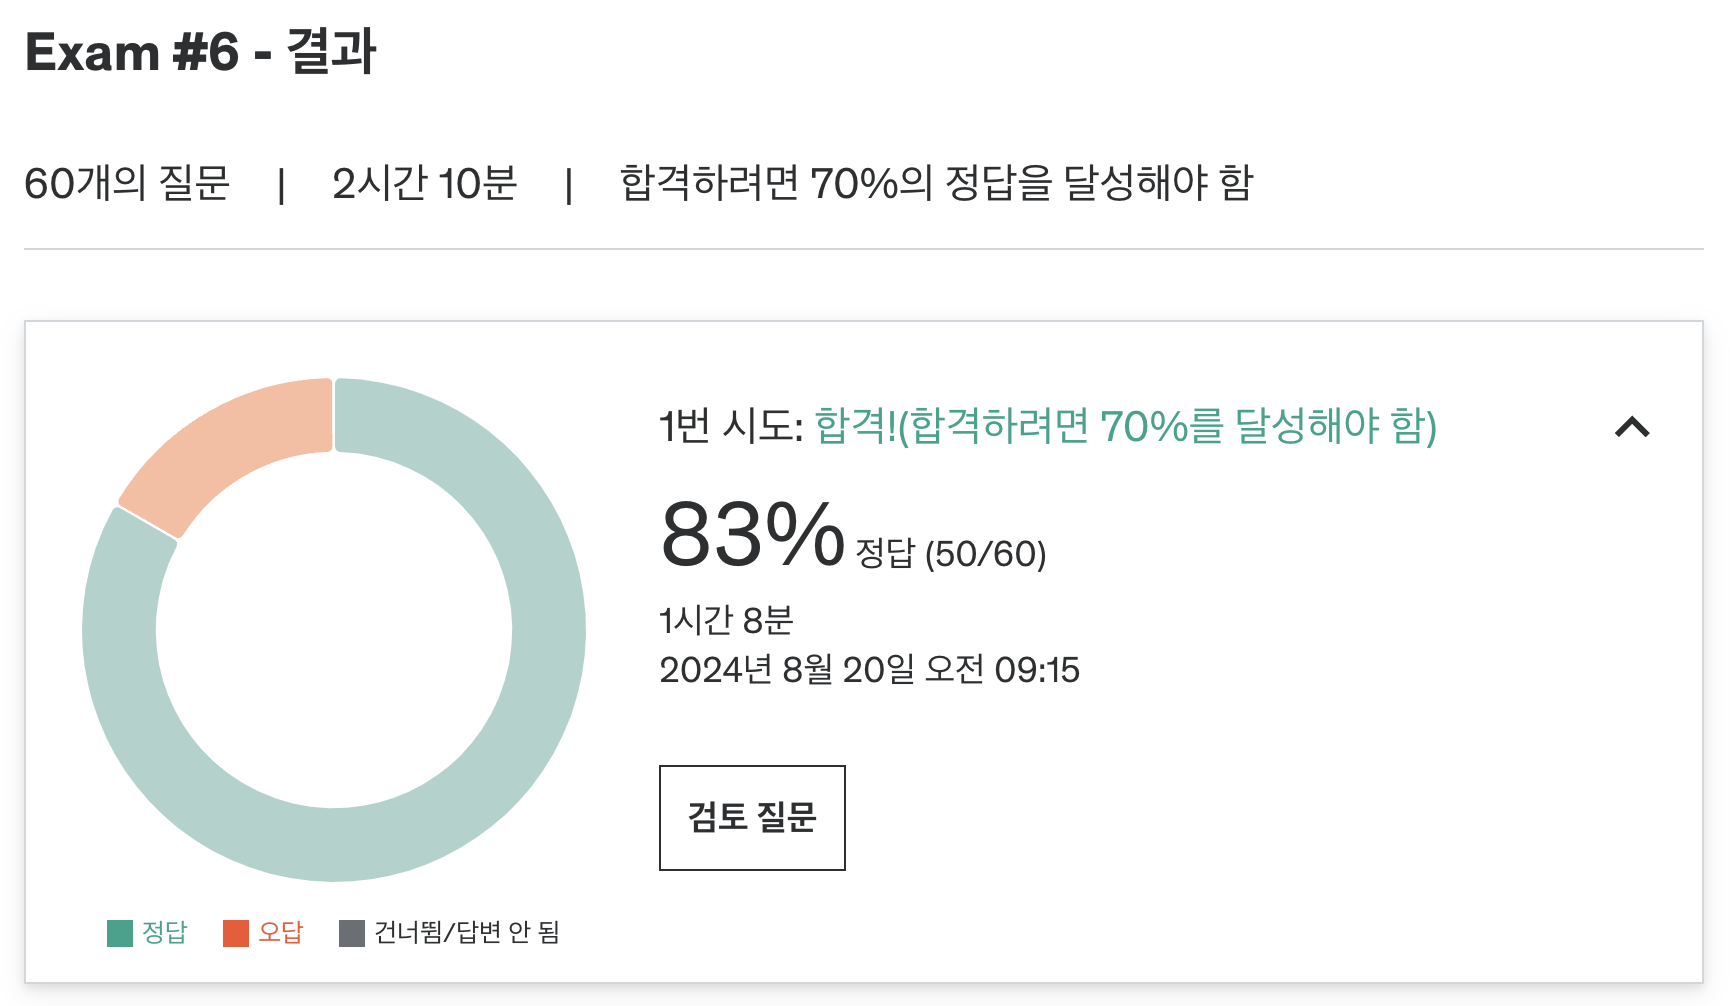 Exam #6 - 결과
60개의 질문 | 2시간 10분 | 합격하려면 70%의 정답을 달성해야 함
1번 시도: 합격!(합격하려면 70%를 달성해야 함)
83% 정답 (50/60)
1시간 8분
2024년 8월 20일 오전 09:15
검토 질문
정답 오답 건너뜀/답변 안 됨